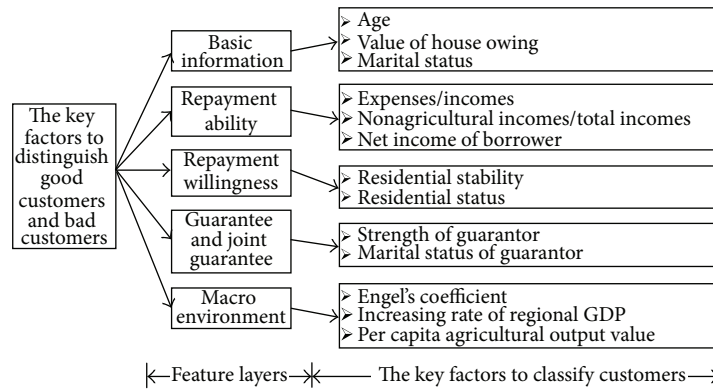 The key
factors to
distinguish
good
customers
and bad
customers
Basic
information
➢ Age
➢ Value of house owing
➢ Marital status
Repayment
ability
➢ Expenses/incomes
➢ Nonagricultural incomes/total incomes
➢ Net income of borrower
Repayment
willingness
➢ Residential stability
➢ Residential status
Guarantee
and joint
guarantee
➢ Strength of guarantor
➢ Marital status of guarantor
Macro
environment
➢ Engel's coefficient
➢ Increasing rate of regional GDP
➢ Per capita agricultural output value
Feature layers
The key factors to classify customers